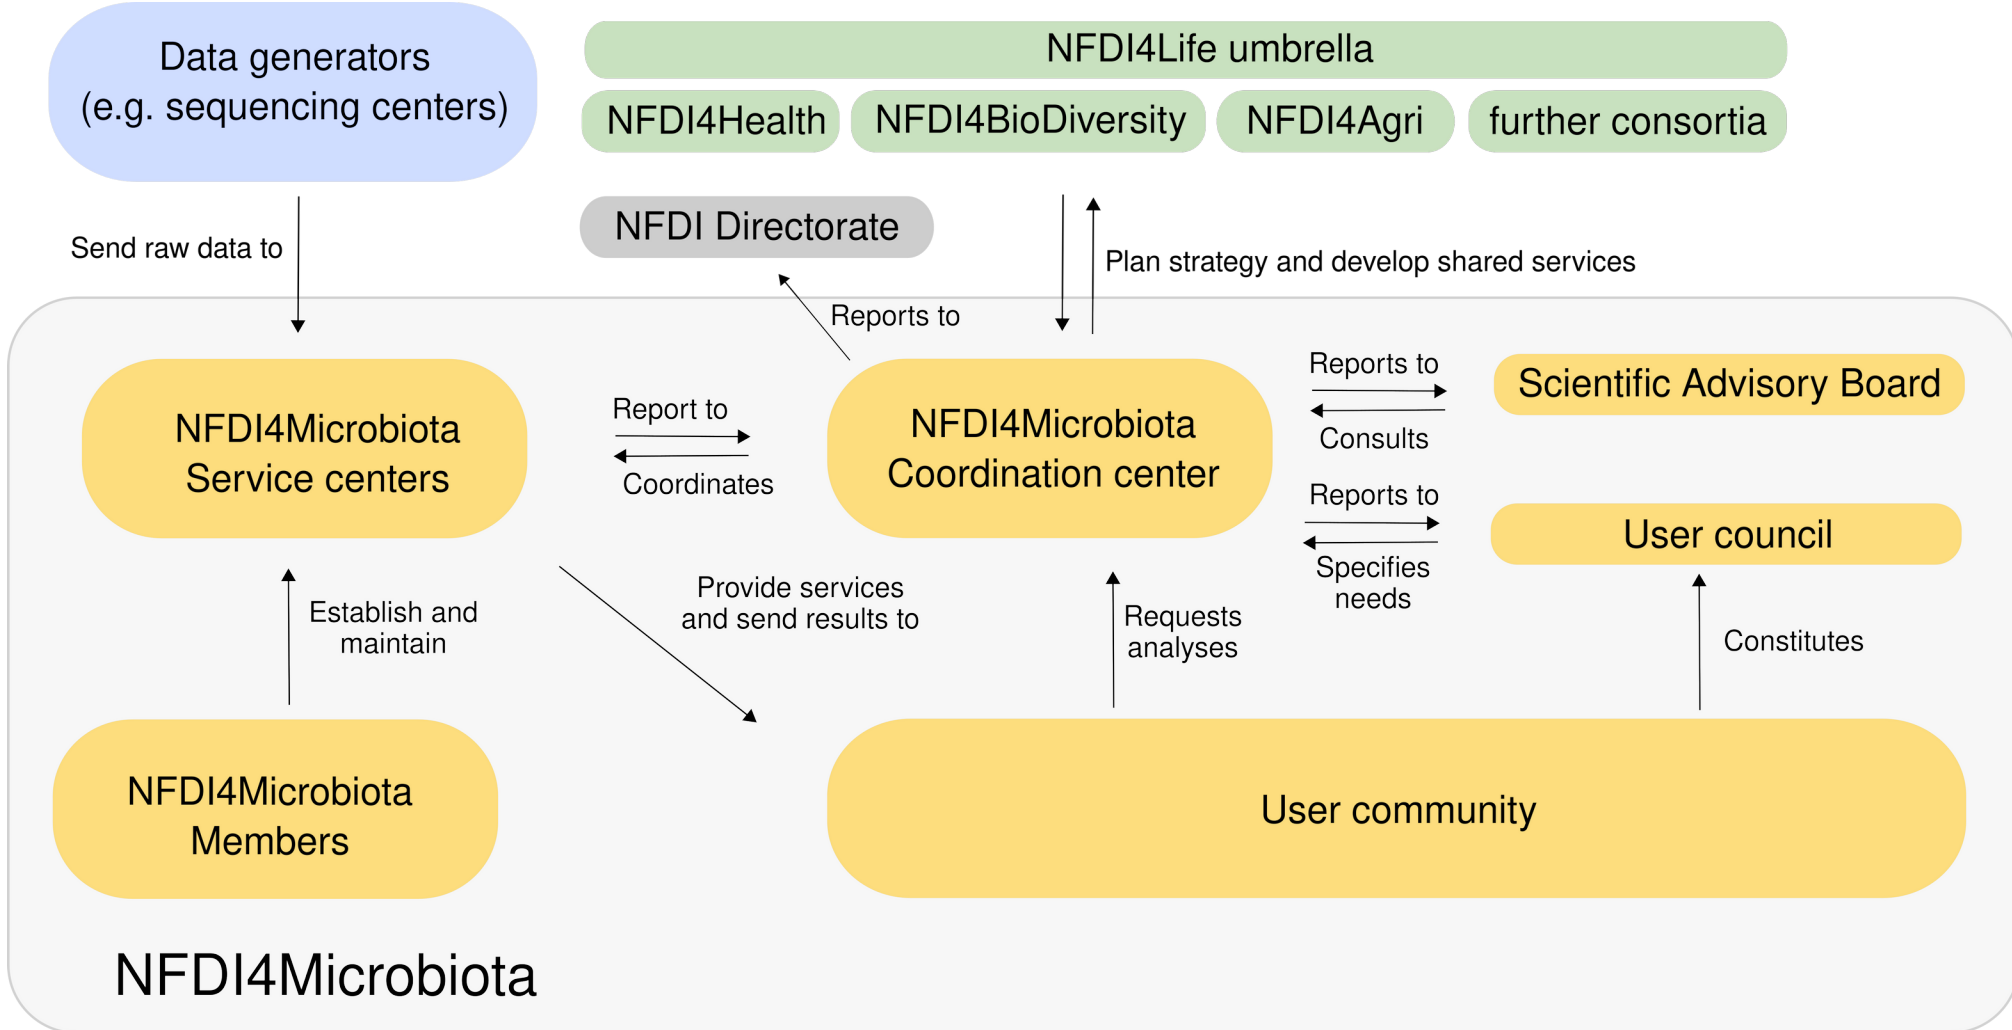 Data generators
(e.g. sequencing centers)
NFDI4Life umbrella
NFDI4Health
NFDI4BioDiversity
NFDI4Agri
further consortia
NFDI Directorate
Send raw data to
Plan strategy and develop shared services
Reports to
NFDI4Microbiota
Service centers
Report to
Coordinates
NFDI4Microbiota
Coordination center
Reports to
Consults
Scientific Advisory Board
Reports to
Specifies
needs
User council
Establish and
maintain
Provide services
and send results to
Requests
analyses
Constitutes
NFDI4Microbiota
Members
User community
NFDI4Microbiota